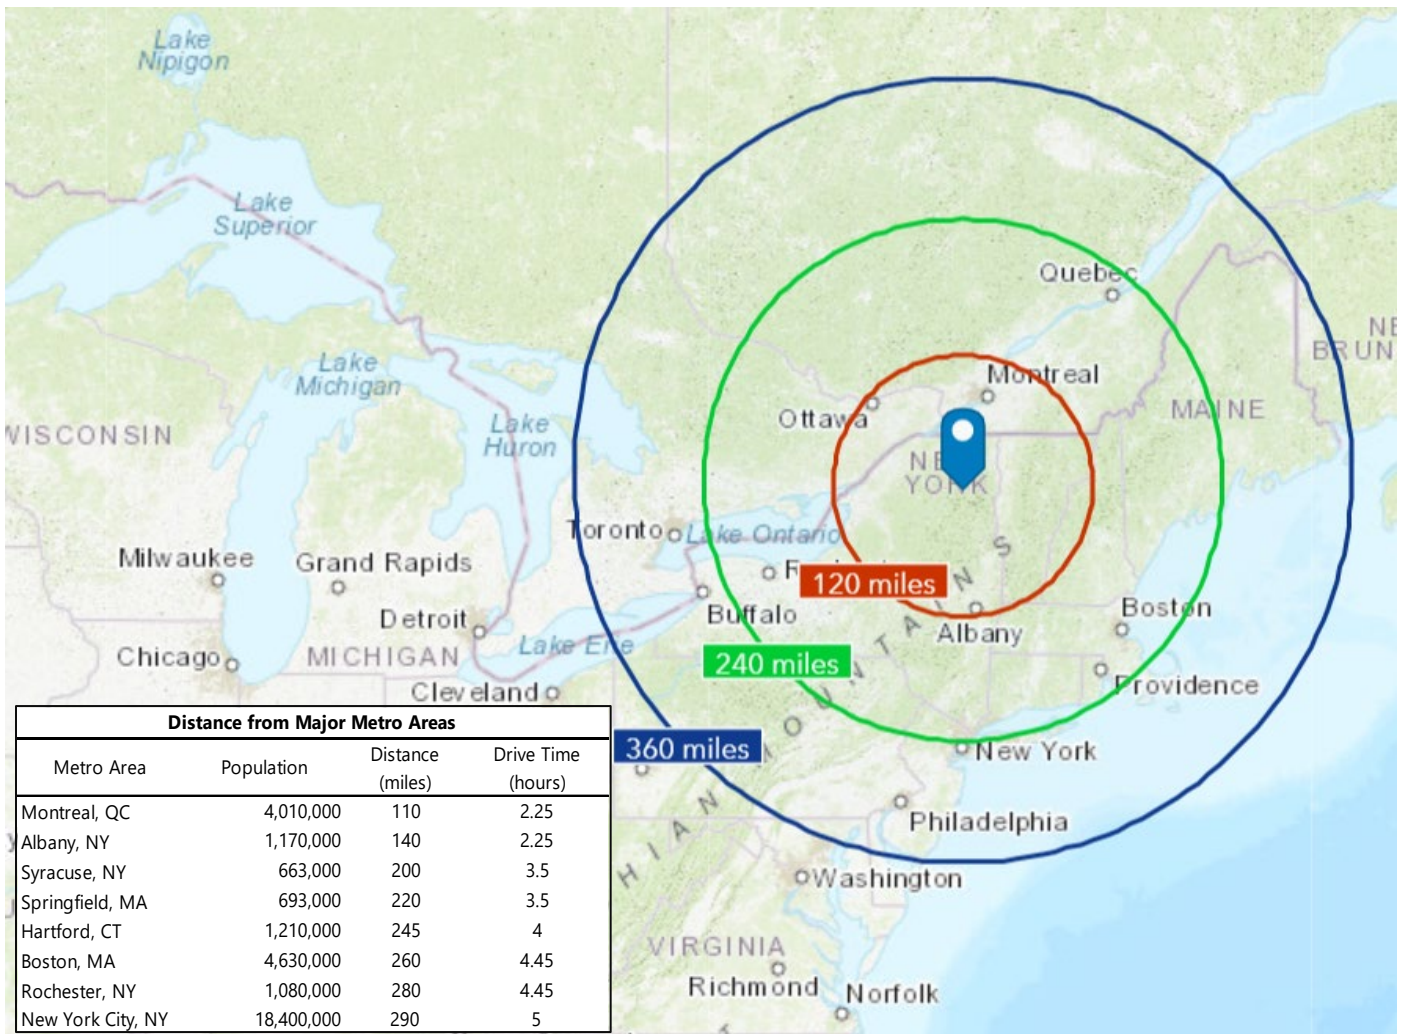 Lake
Nipigon
Lake
Superior
Quebec
Lake
Michigan
Montreal
MAINE
Ottawa
WISCONSIN
Lake
Huron
YORK
Toronto
Lake Ontario
Milwaukee
Grand Rapids
120 miles
Buffalo
Boston
Detroit
Albany
Lake Erie
Chicago
MICHIGAN
240 miles
Providence
Cleveland
360 miles
New York
Philadelphia
Washington
VIRGINIA
Richmond
Norfolk
Distance from Major Metro Areas
Metro Area Population Distance (miles) Drive Time (hours)
Montreal, QC 4,010,000 110 2.25
Albany, NY 1,170,000 140 2.25
Syracuse, NY 663,000 200 3.5
Springfield, MA 693,000 220 3.5
Hartford, CT 1,210,000 245 4
Boston, MA 4,630,000 260 4.45
Rochester, NY 1,080,000 280 4.45
New York City, NY 18,400,000 290 5